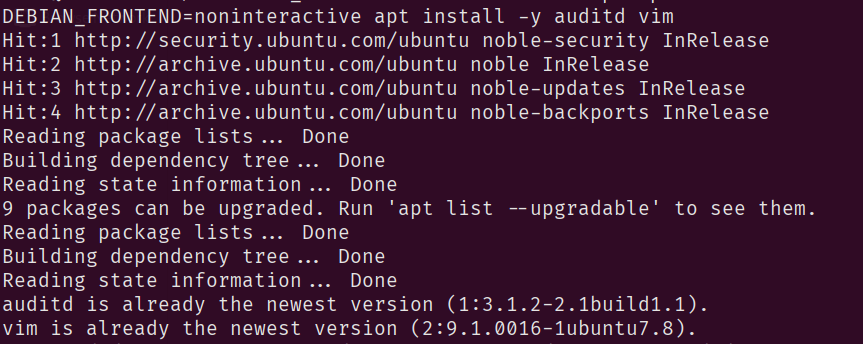 DEBIAN_FRONTEND=noninteractive apt install -y auditd vim
Hit:1 http://security.ubuntu.com/ubuntu noble-security InRelease
Hit:2 http://archive.ubuntu.com/ubuntu noble InRelease
Hit:3 http://archive.ubuntu.com/ubuntu noble-updates InRelease
Hit:4 http://archive.ubuntu.com/ubuntu noble-backports InRelease
Reading package lists... Done
Building dependency tree... Done
Reading state information... Done
9 packages can be upgraded. Run 'apt list --upgradable' to see them.
Reading package lists... Done
Building dependency tree... Done
Reading state information... Done
auditd is already the newest version (1:3.1.2-2.1build1.1).
vim is already the newest version (2:9.1.0016-1ubuntu7.8).